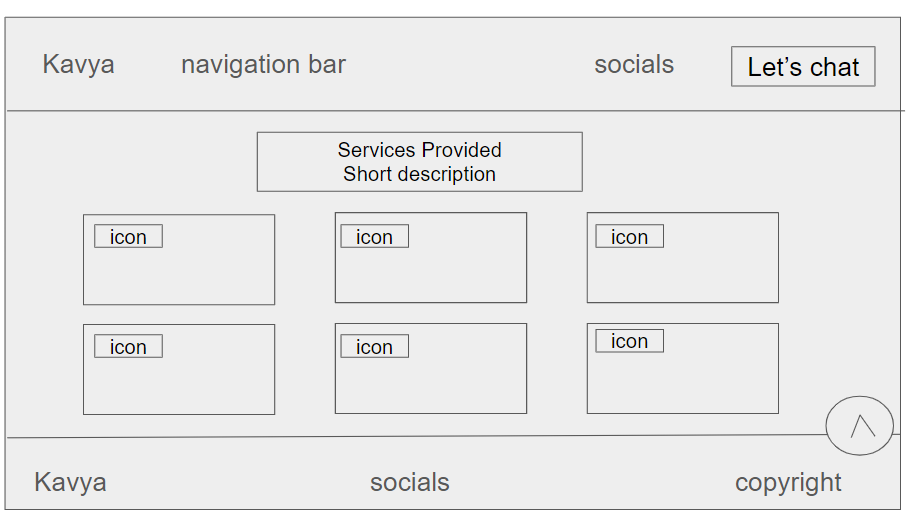 Kavya navigation bar socials Let's chat
Services Provided
Short description
icon icon icon
icon icon icon
Kavya socials copyright